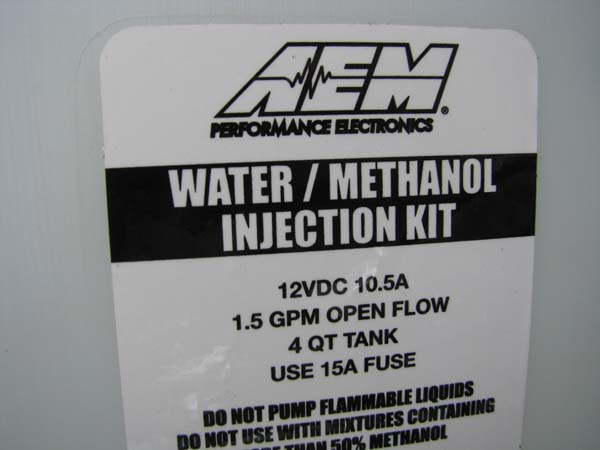 AEM®
PERFORMANCE ELECTRONICS
WATER / METHANOL
INJECTION KIT
12VDC 10.5A
1.5 GPM OPEN FLOW
4 QT TANK
USE 15A FUSE
DO NOT PUMP FLAMMABLE LIQUIDS
DO NOT USE WITH MIXTURES CONTAINING
MORE THAN 50% METHANOL